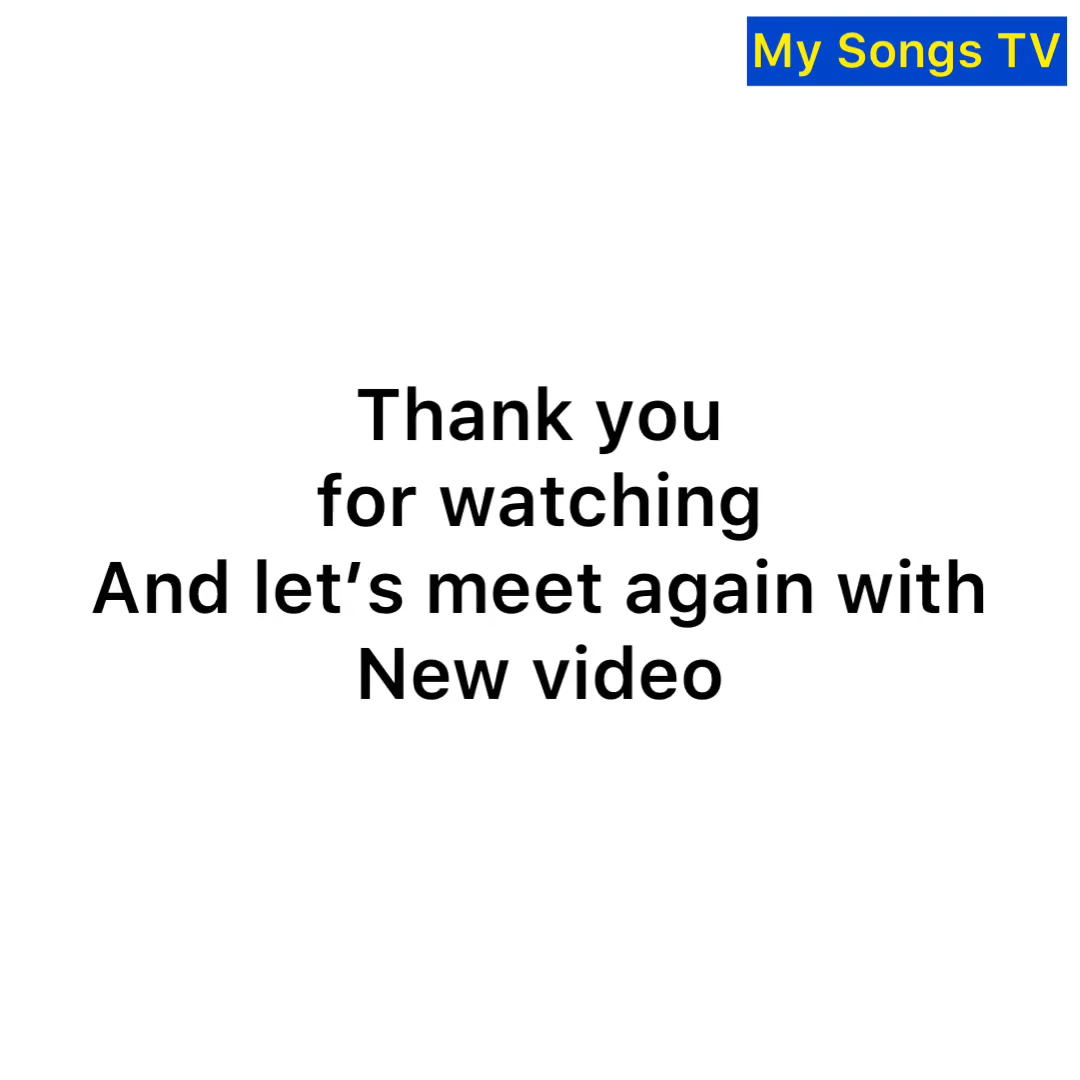 My Songs TV
Thank you
for watching
And let’s meet again with
New video